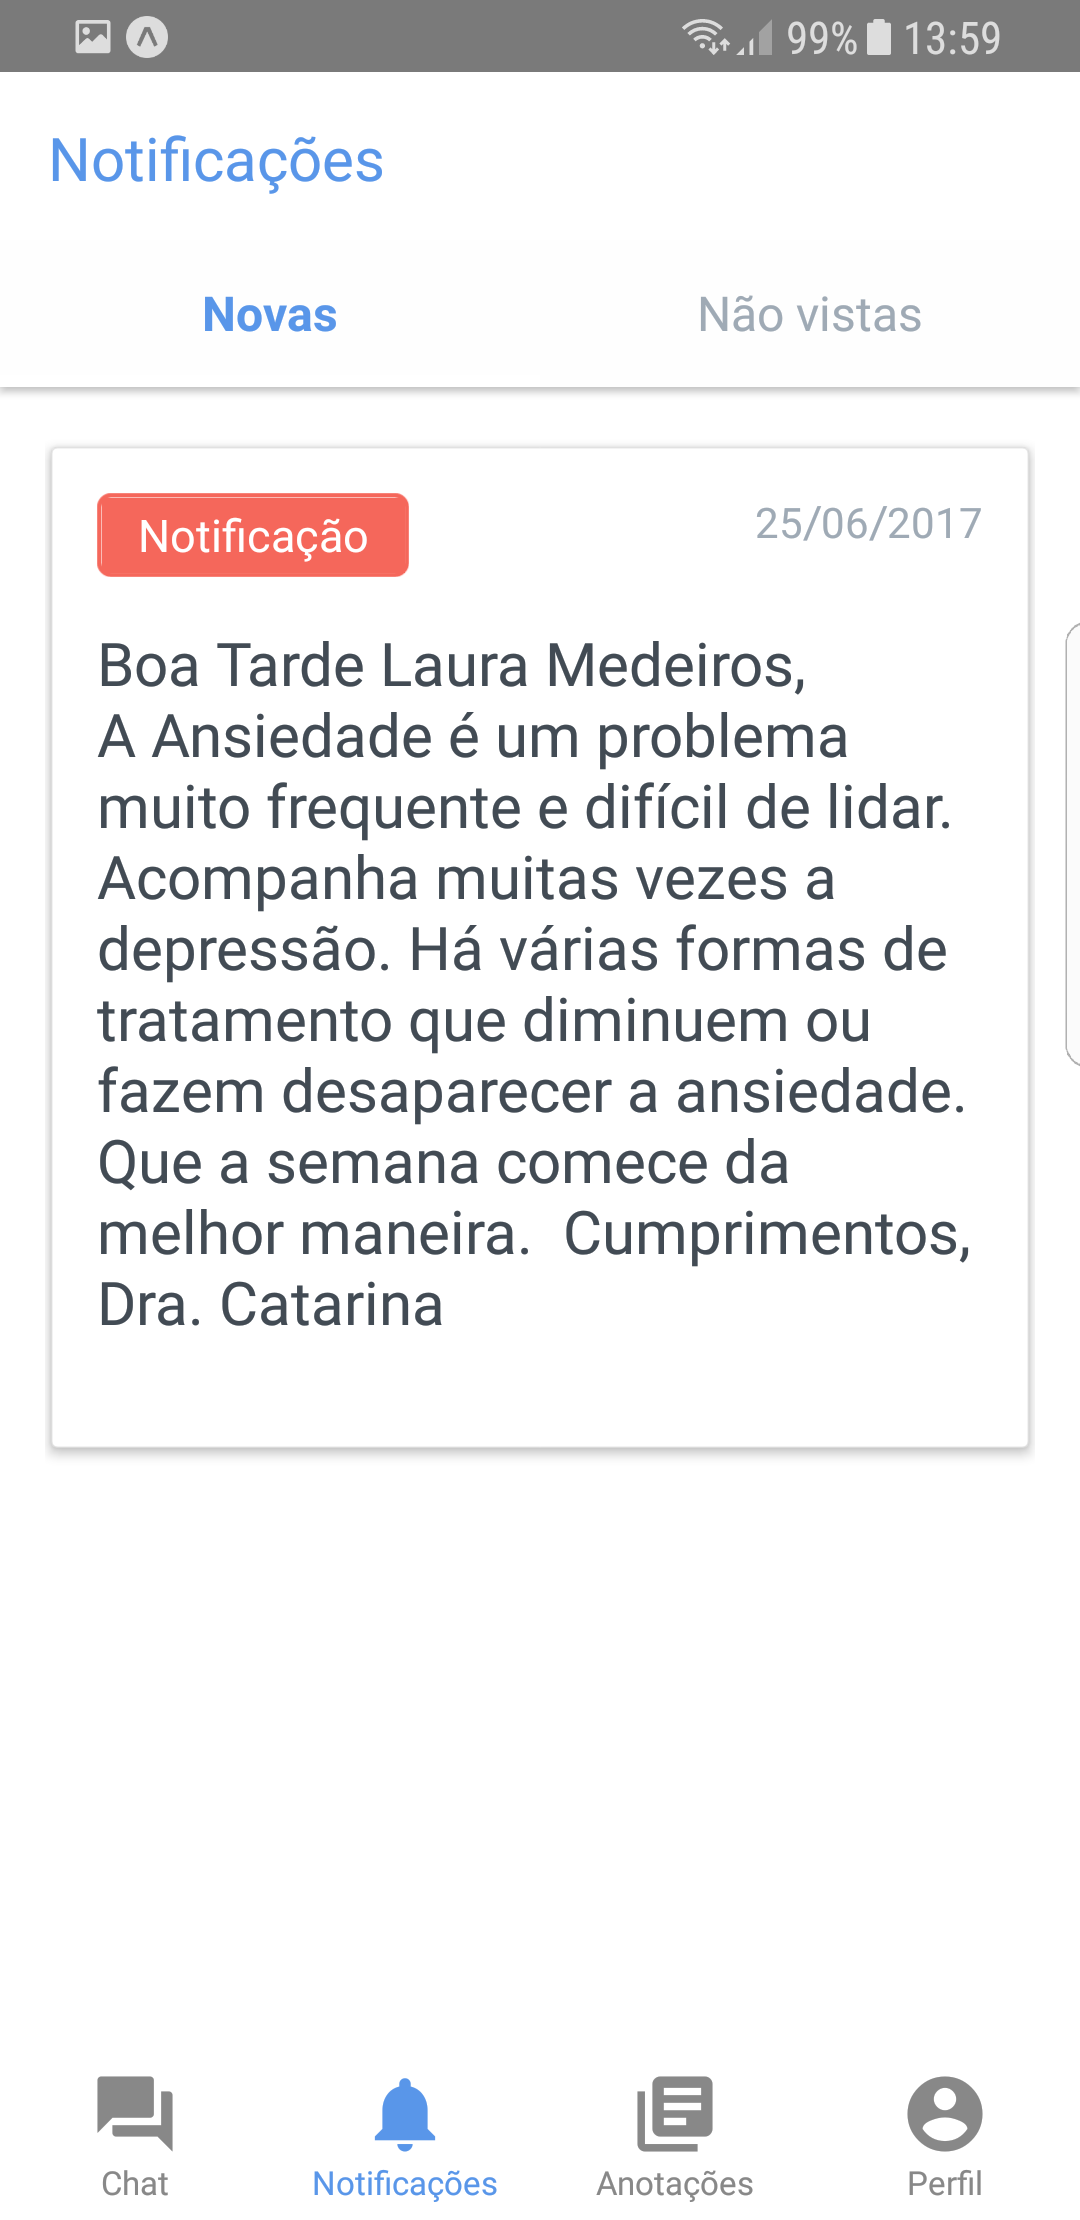 99% 13:59
Notificações
Novas Não vistas
Notificação 25/06/2017
Boa Tarde Laura Medeiros,
A Ansiedade é um problema
muito frequente e difícil de lidar.
Acompanha muitas vezes a
depressão. Há várias formas de
tratamento que diminuem ou
fazem desaparecer a ansiedade.
Que a semana comece da
melhor maneira.  Cumprimentos,
Dra. Catarina
Chat Notificações Anotações Perfil